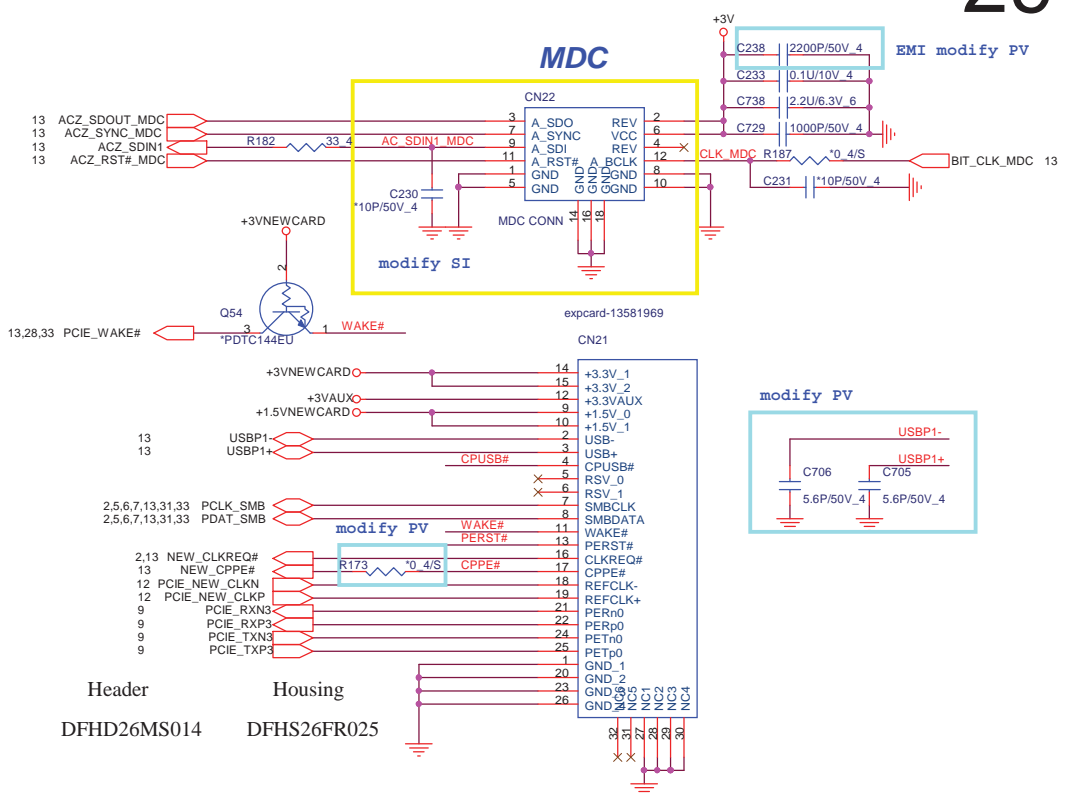 MDC
+3V
C238 2200P/50V_4
EMI modify PV
C233 0.1U/10V_4
C738 2.2U/6.3V_6
C729 1000P/50V_4
CN22
13 ACZ_SDOUT_MDC
13 ACZ_SYNC_MDC
13 ACZ_SDIN1
13 ACZ_RST#_MDC
R182 33_4
AC_SDIN1_MDC
C230
*10P/50V_4
3 A_SDO
7 A_SYNC
9 A_SDI
11 A_RST#
1 GND
5 GND
REV 2
VCC 6
REV 4
A_BCLK 12
GND 8
GND 10
GND GND GND
14 16 18
MDC CONN
modify SI
CLK_MDC
R187 *0_4/S
BIT_CLK_MDC 13
C231 *10P/50V_4
+3VNEWCARD
2
Q54
13,28,33 PCIE_WAKE#
3 1 WAKE#
*PDTC144EU
expcard-13581969
CN21
+3VNEWCARD
+3VAUX
+1.5VNEWCARD
13 USBP1-
13 USBP1+
CPUSB#
2,5,6,7,13,31,33 PCLK_SMB
2,5,6,7,13,31,33 PDAT_SMB
modify PV
WAKE#
PERST#
2,13 NEW_CLKREQ#
13 NEW_CPPE#
R173 *0_4/S CPPE#
12 PCIE_NEW_CLKN
12 PCIE_NEW_CLKP
9 PCIE_RXN3
9 PCIE_RXP3
9 PCIE_TXN3
9 PCIE_TXP3
14 +3.3V_1
15 +3.3V_2
12 +3.3VAUX
9 +1.5V_0
10 +1.5V_1
2 USB-
3 USB+
4 CPUSB#
5 RSV_0
6 RSV_1
7 SMBCLK
8 SMBDATA
11 WAKE#
13 PERST#
16 CLKREQ#
17 CPPE#
18 REFCLK-
19 REFCLK+
21 PERn0
22 PERp0
24 PETn0
25 PETp0
1 GND_1
20 GND_2
23 GND_3
26 GND_4
NC6 NC5 NC1 NC2 NC3 NC4
32 31 27 28 29 30
modify PV
USBP1-
USBP1+
C706 C705
5.6P/50V_4 5.6P/50V_4
Header Housing
DFHD26MS014 DFHS26FR025